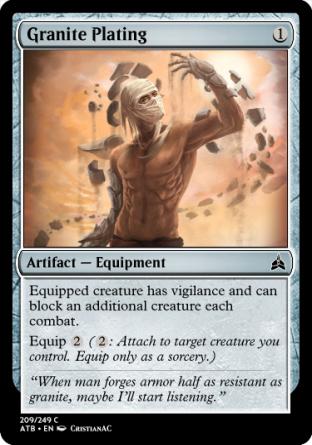 Granite Plating 1
Artifact — Equipment
Equipped creature has vigilance and can
block an additional creature each
combat.
Equip 2 (2: Attach to target creature you
control. Equip only as a sorcery.)
“When man forges armor half as resistant as
granite, maybe I’ll start listening.”
209/249 C
ATB • EN CristianAC